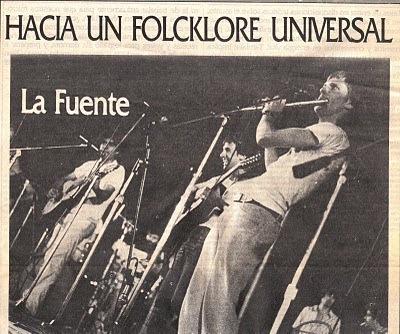 HACIA UN FOLCKLORE UNIVERSAL
La Fuente